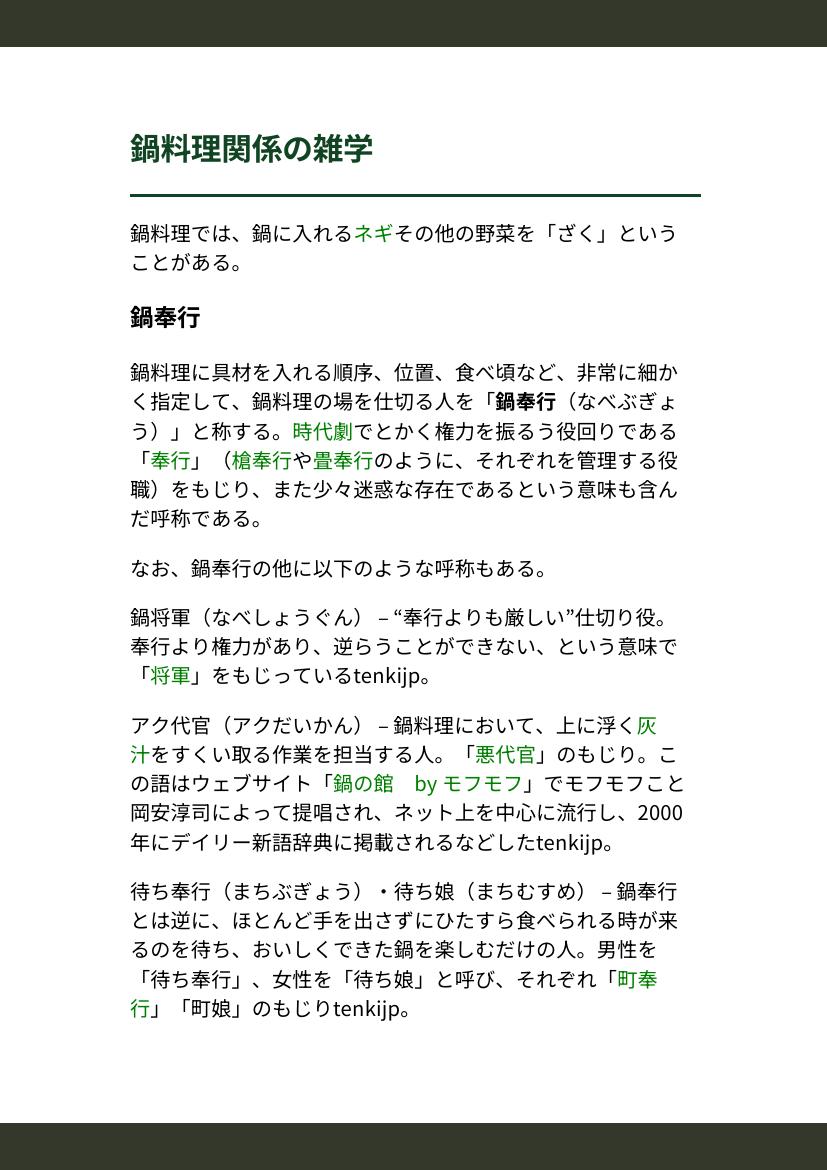 鍋料理関係の雑学
鍋料理では、鍋に入れるネギその他の野菜を「ざく」という
ことがある。
鍋奉行
鍋料理に具材を入れる順序、位置、食べ頃など、非常に細か
く指定して、鍋料理の場を仕切る人を「鍋奉行（なべぶぎょ
う）」と称する。時代劇でとかく権力を振るう役回りである
「奉行」（槍奉行や畳奉行のように、それぞれを管理する役
職）をもじり、また少々迷惑な存在であるという意味も含ん
だ呼称である。
なお、鍋奉行の他に以下のような呼称もある。
鍋将軍（なべしょうぐん） – “奉行よりも厳しい”仕切り役。
奉行より権力があり、逆らうことができない、という意味で
「将軍」をもじっているtenkijp。
アク代官（アクだいかん） – 鍋料理において、上に浮く灰
汁をすくい取る作業を担当する人。「悪代官」のもじり。こ
の語はウェブサイト「鍋の館　by モフモフ」でモフモフこと
岡安淳司によって提唱され、ネット上を中心に流行し、2000
年にデイリー新語辞典に掲載されるなどしたtenkijp。
待ち奉行（まちぶぎょう）・待ち娘（まちむすめ） – 鍋奉行
とは逆に、ほとんど手を出さずにひたすら食べられる時が来
るのを待ち、おいしくできた鍋を楽しむだけの人。男性を
「待ち奉行」、女性を「待ち娘」と呼び、それぞれ「町奉
行」「町娘」のもじりtenkijp。